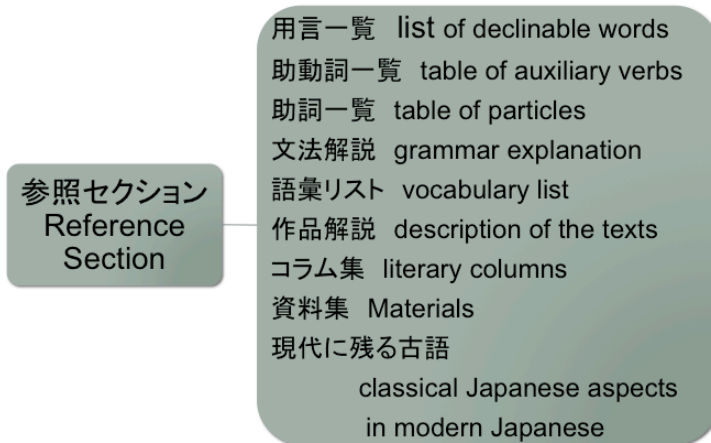 参照セクション
Reference
Section
用言一覧 list of declinable words
助動詞一覧 table of auxiliary verbs
助詞一覧 table of particles
文法解説 grammar explanation
語彙リスト vocabulary list
作品解説 description of the texts
コラム集 literary columns
資料集 Materials
現代に残る古語
classical Japanese aspects
in modern Japanese